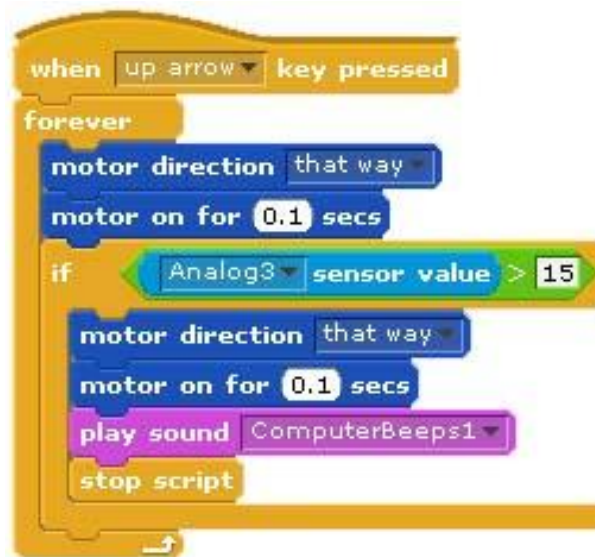 when up arrow key pressed
forever
motor direction that way
motor on for 0.1 secs
if Analog3 sensor value > 15
motor direction that way
motor on for 0.1 secs
play sound ComputerBeeps1
stop script